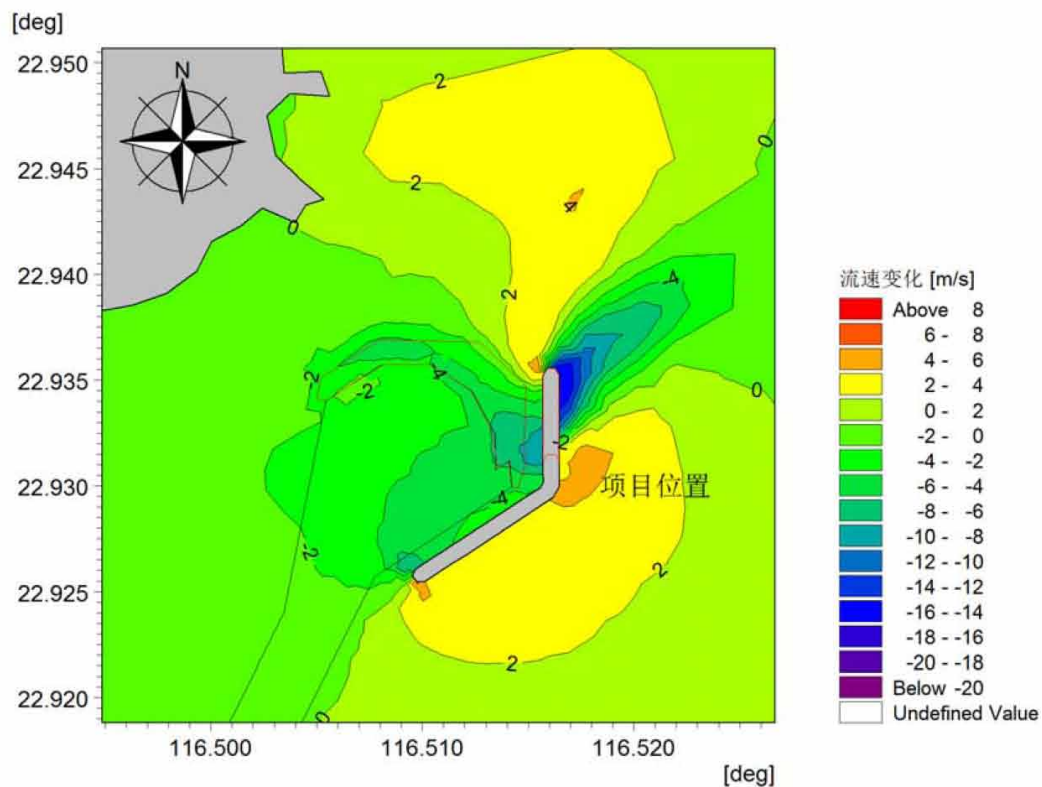 [deg]
22.950
22.945
22.940
22.935
22.930
22.925
22.920
N
2
2
0
0
4
2
-4
-2
-2
-4
0
-2
项目位置
-4
-2
2
2
0
116.500
116.510
116.520
[deg]
流速变化 [m/s]
Above 8
6 - 8
4 - 6
2 - 4
0 - 2
-2 - 0
-4 - -2
-6 - -4
-8 - -6
-10 - -8
-12 - -10
-14 - -12
-16 - -14
-18 - -16
-20 - -18
Below -20
Undefined Value